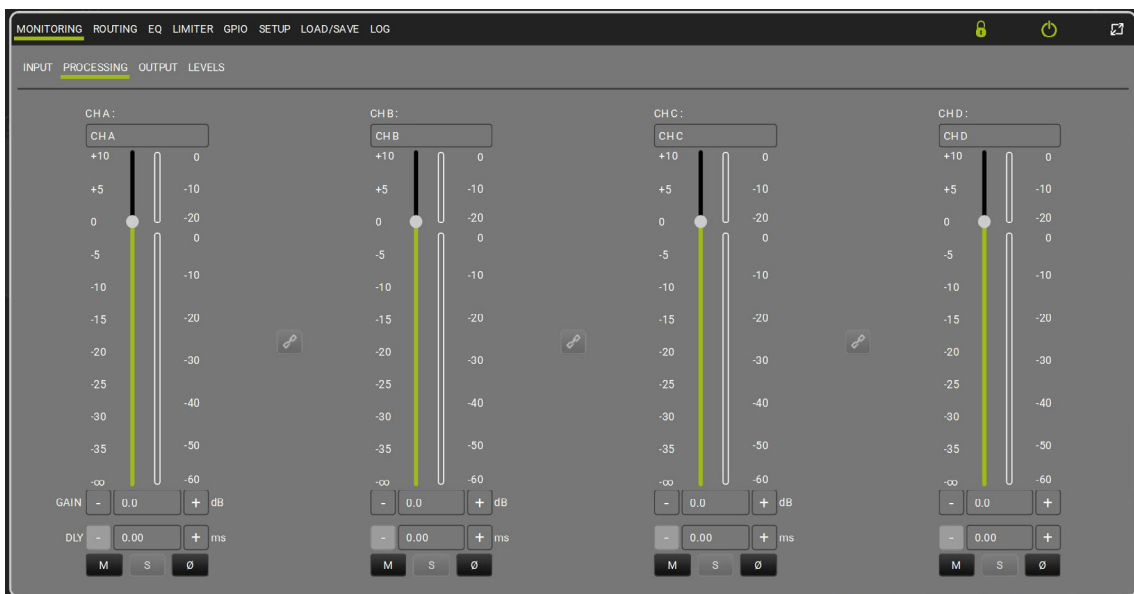 MONITORING ROUTING EQ LIMITER GPIO SETUP LOAD/SAVE LOG
INPUT PROCESSING OUTPUT LEVELS
CH A: CH B: CH C: CH D:
CH A CH B CH C CH D
+10 0 +10 0 +10 0 +10 0
+5 -10 +5 -10 +5 -10 +5 -10
0 -20 0 -20 0 -20 0 -20
0 0 0 0
-5 -5 -5 -5
-10 -10 -10 -10
-10 -10 -10 -10
-15 -20 -15 -20 -15 -20 -15 -20
-20 -30 -20 -30 -20 -30 -20 -30
-25 -25 -25 -25
-40 -40 -40 -40
-30 -30 -30 -30
-35 -50 -35 -50 -35 -50 -35 -50
-∞ -60 -∞ -60 -∞ -60 -∞ -60
GAIN - 0.0 + dB - 0.0 + dB - 0.0 + dB - 0.0 +
DLY - 0.00 + ms - 0.00 + ms - 0.00 + ms - 0.00 +
M S Ø M S Ø M S Ø M S Ø